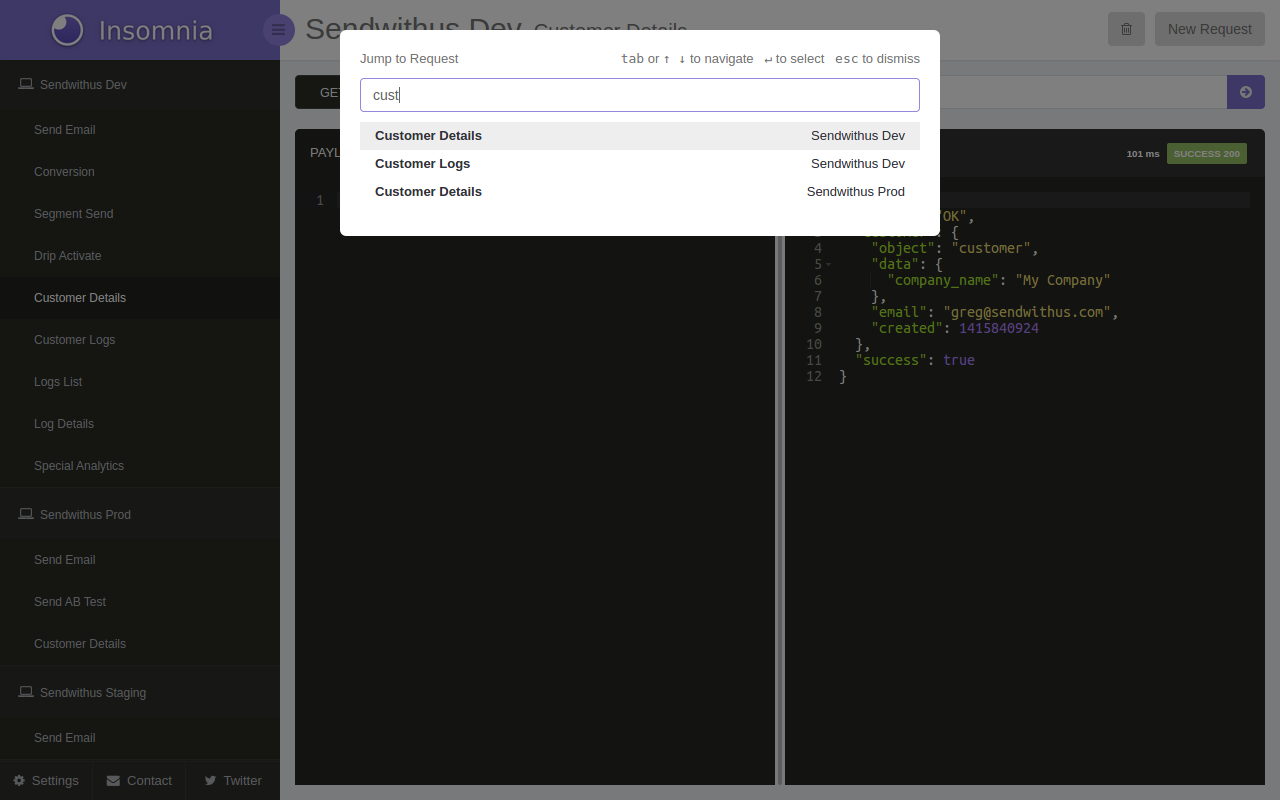 Insomnia
Sendwithus Dev Customer Details
New Request
Jump to Request
tab or ↑ ↓ to navigate ↵ to select esc to dismiss
cust
Customer Details Sendwithus Dev
Customer Logs Sendwithus Dev
Customer Details Sendwithus Prod
Sendwithus Dev
Send Email
Conversion
Segment Send
Drip Activate
Customer Details
Customer Logs
Logs List
Log Details
Special Analytics
Sendwithus Prod
Send Email
Send AB Test
Customer Details
Sendwithus Staging
Send Email
Settings Contact Twitter
GET
101 ms SUCCESS 200
1
OK",
: {
4 "object": "customer",
5 "data": {
6 "company_name": "My Company"
7 },
8 "email": "greg@sendwithus.com",
9 "created": 1415840924
10 },
11 "success": true
12 }